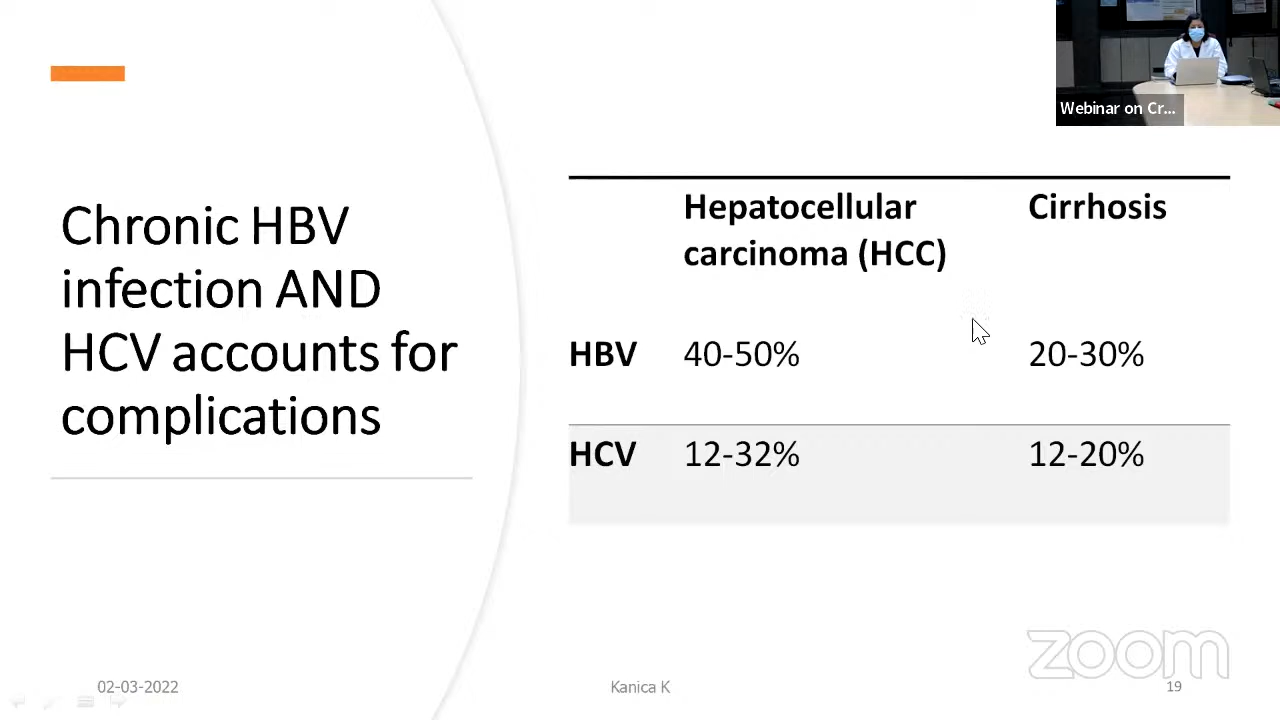 Webinar on Cr...
Chronic HBV
infection AND
HCV accounts for
complications
Hepatocellular
carcinoma (HCC)
Cirrhosis
HBV 40-50% 20-30%
HCV 12-32% 12-20%
zoom
02-03-2022 Kanica K 19